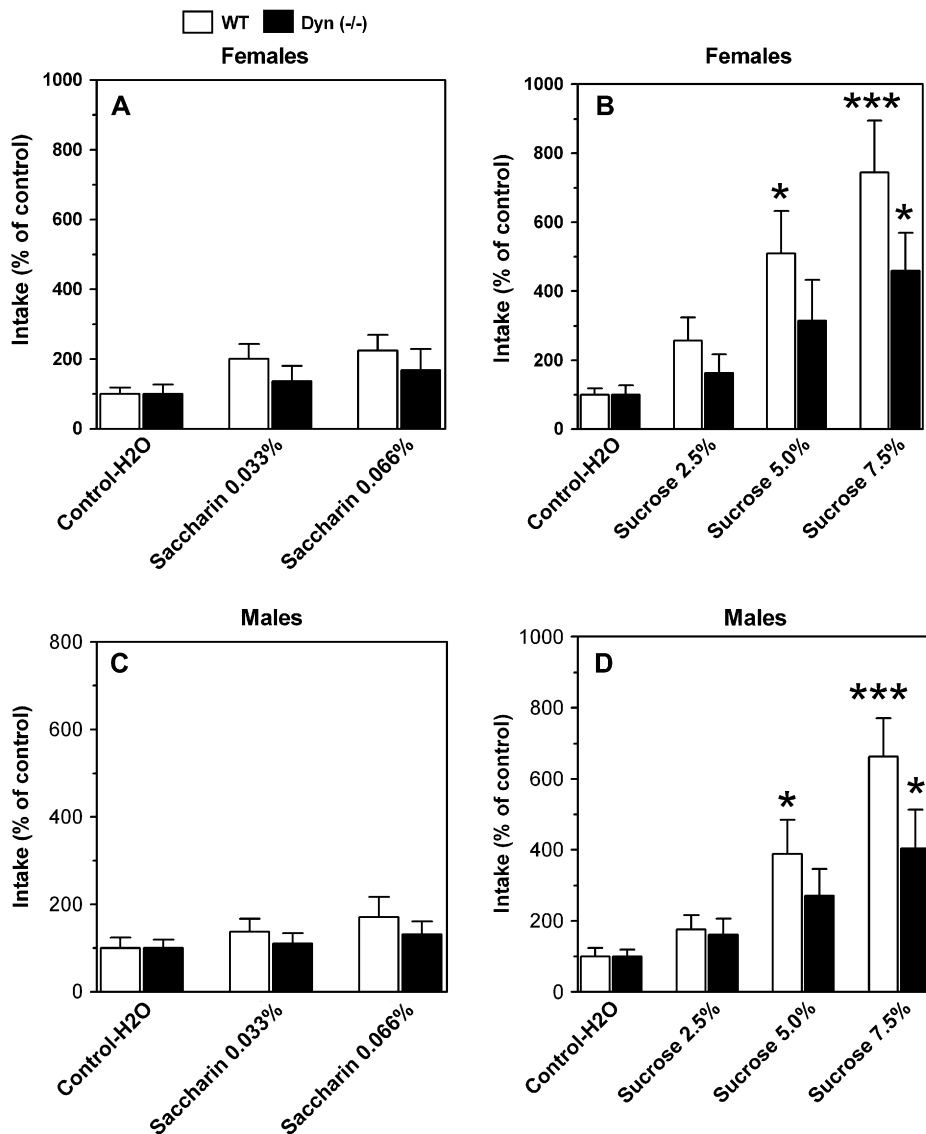 WT Dyn (-/-)
Females
A
Intake (% of control)
1000
800
600
400
200
0
Control-H2O
Saccharin 0.033%
Saccharin 0.066%
Females
B
Intake (% of control)
1000
800
600
400
200
0
***
*
*
Control-H2O
Sucrose 2.5%
Sucrose 5.0%
Sucrose 7.5%
Males
C
Intake (% of control)
800
600
400
200
0
Control-H2O
Saccharin 0.033%
Saccharin 0.066%
Males
D
Intake (% of control)
1000
800
600
400
200
0
***
*
*
Control-H2O
Sucrose 2.5%
Sucrose 5.0%
Sucrose 7.5%